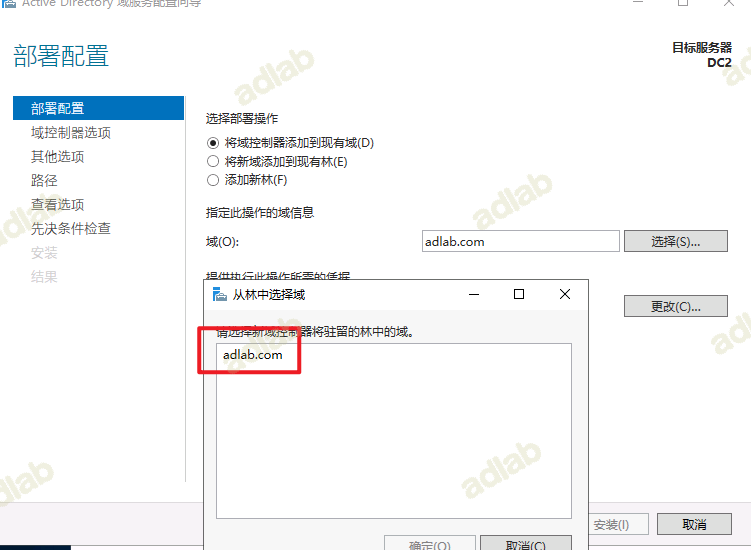 Active Directory 域服务配置向导
部署配置
目标服务器
DC2
部署配置
域控制器选项
其他选项
路径
查看选项
先决条件检查
安装
结果
选择部署操作
将域控制器添加到现有域(D)
将新域添加到现有林(E)
添加新林(F)
指定此操作的域信息
域(O):
adlab.com
选择(S)...
提供执行此操作所需的凭据
更改(C)...
从林中选择域
请选择新域控制器将驻留的林中的域。
adlab.com
确定(O)
取消(C)
安装(I)
取消
adlab
adlab
adlab
adlab
adlab
adlab
adlab